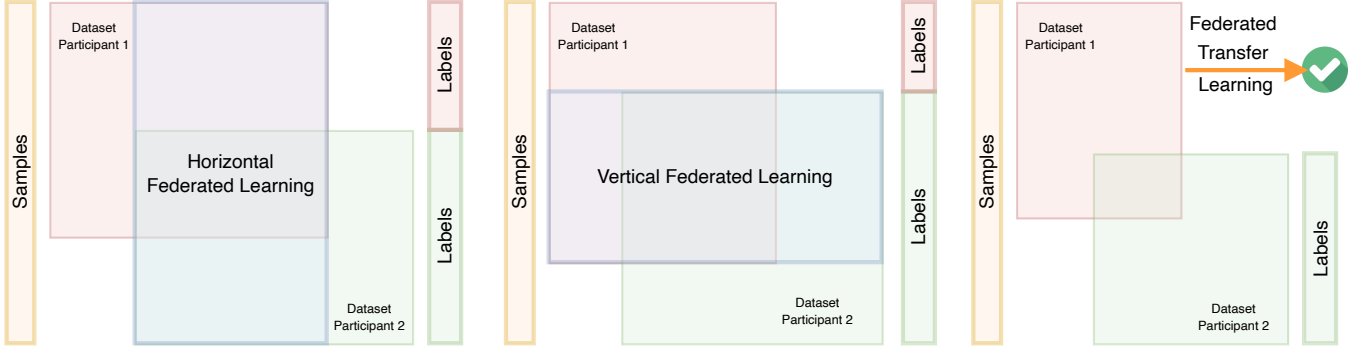 Samples
Dataset
Participant 1
Horizontal
Federated Learning
Dataset
Participant 2
Labels
Labels
Samples
Dataset
Participant 1
Vertical Federated Learning
Dataset
Participant 2
Labels
Labels
Samples
Dataset
Participant 1
Federated
Transfer
Learning
Dataset
Participant 2
Labels